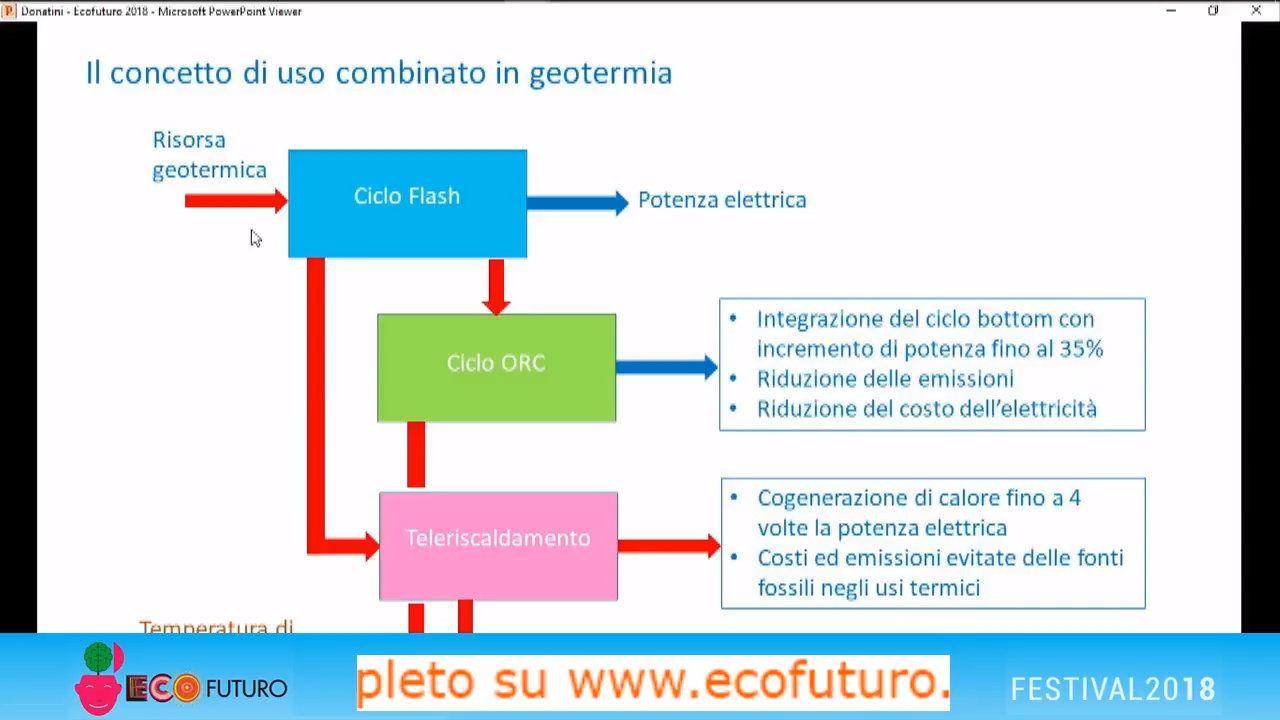 Donatini - Ecofuturo 2018 - Microsoft PowerPoint Viewer
Il concetto di uso combinato in geotermia
Risorsa
geotermica
Ciclo Flash
Potenza elettrica
Ciclo ORC
• Integrazione del ciclo bottom con
incremento di potenza fino al 35%
• Riduzione delle emissioni
• Riduzione del costo dell'elettricità
Teleriscaldamento
• Cogenerazione di calore fino a 4
volte la potenza elettrica
• Costi ed emissioni evitate delle fonti
fossili negli usi termici
Temperatura di
ECO FUTURO
pleto su www.ecofuturo.
FESTIVAL2018